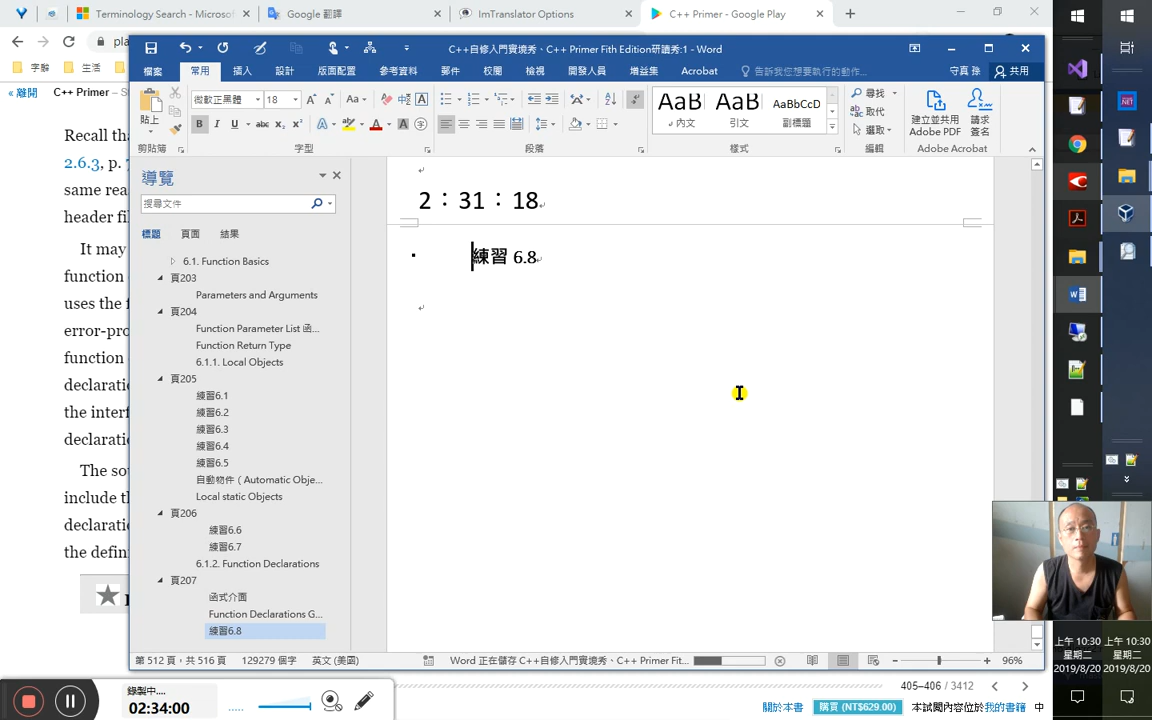 Terminology Search - Microsof
Google 翻譯
ImTranslator Options
C++ Primer - Google Play
C++自修入門實境秀、C++ Primer Fith Edition研讀秀:1 - Word
檔案 常用 插入 設計 版面配置 參考資料 郵件 校閱 檢視 開發人員 增益集 Acrobat 告訴我您想要執行的動作... 守真 孫 共用
字辭 生活
離開 C++ Primer
微軟正黑體 18
貼上
剪貼簿 字型 段落 樣式 編輯 Adobe Acrobat
AaBb AaBb AaBbCcD
內文 引文 副標題
尋找
取代
選取
建立並共用 Adobe PDF
請求簽名
Recall tha
2.6.3, p. 7
same rea
header fil
It may
function
uses the f
error-pro
function
declaratio
the interf
declaratio
The sou
include th
declaratio
the defin
導覽
搜尋文件
標題 頁面 結果
6.1. Function Basics
頁203
Parameters and Arguments
頁204
Function Parameter List 函...
Function Return Type
6.1.1. Local Objects
頁205
練習6.1
練習6.2
練習6.3
練習6.4
練習6.5
自動物件（Automatic Obje...
Local static Objects
頁206
練習6.6
練習6.7
6.1.2. Function Declarations
頁207
函式介面
Function Declarations G...
練習6.8
2：31：18
練習 6.8
第 512 頁，共 516 頁 129279 個字 英文 (美國) Word 正在儲存 C++自修入門實境秀、C++ Primer Fit... 96%
405–406 / 3412
關於本書 購買 (NT$629.00) 本試閱內容位於我的書籍 中
錄製中....
02:34:00
上午 10:30
星期二
2019/8/20
上午 10:30
星期二
2019/8/20